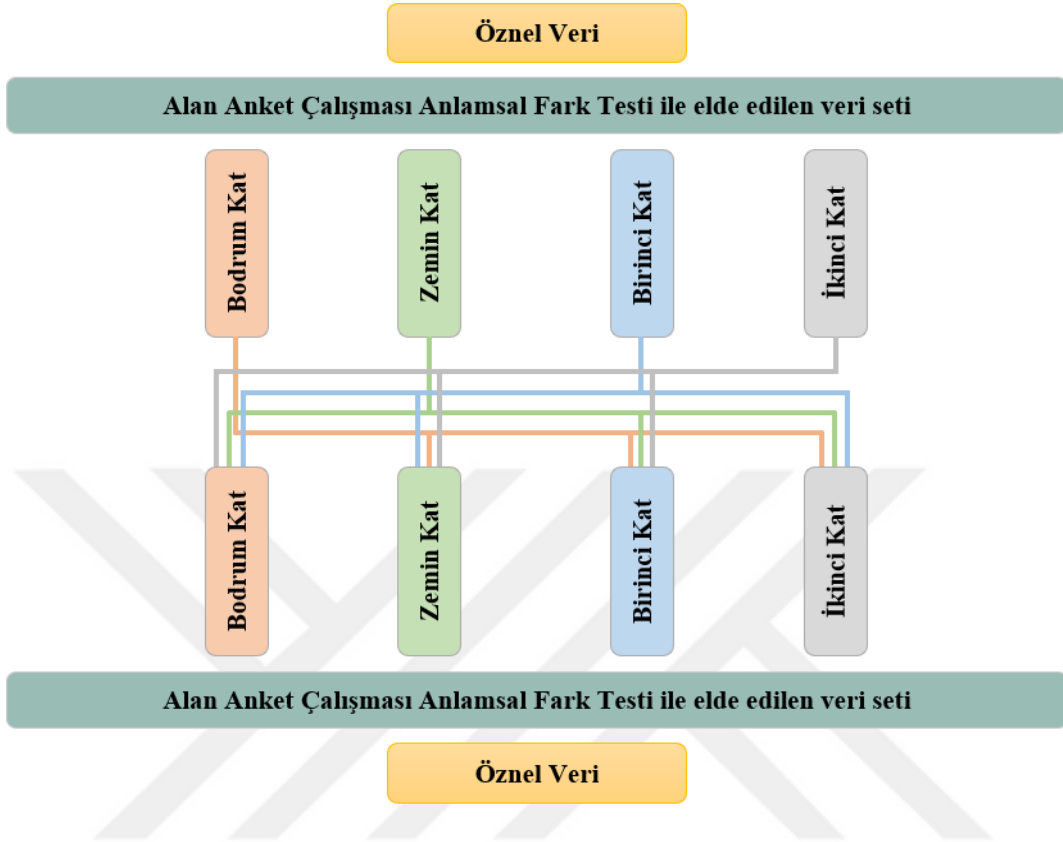 Öznel Veri
Alan Anket Çalışması Anlamsal Fark Testi ile elde edilen veri seti
Bodrum Kat
Zemin Kat
Birinci Kat
İkinci Kat
Bodrum Kat
Zemin Kat
Birinci Kat
İkinci Kat
Alan Anket Çalışması Anlamsal Fark Testi ile elde edilen veri seti
Öznel Veri